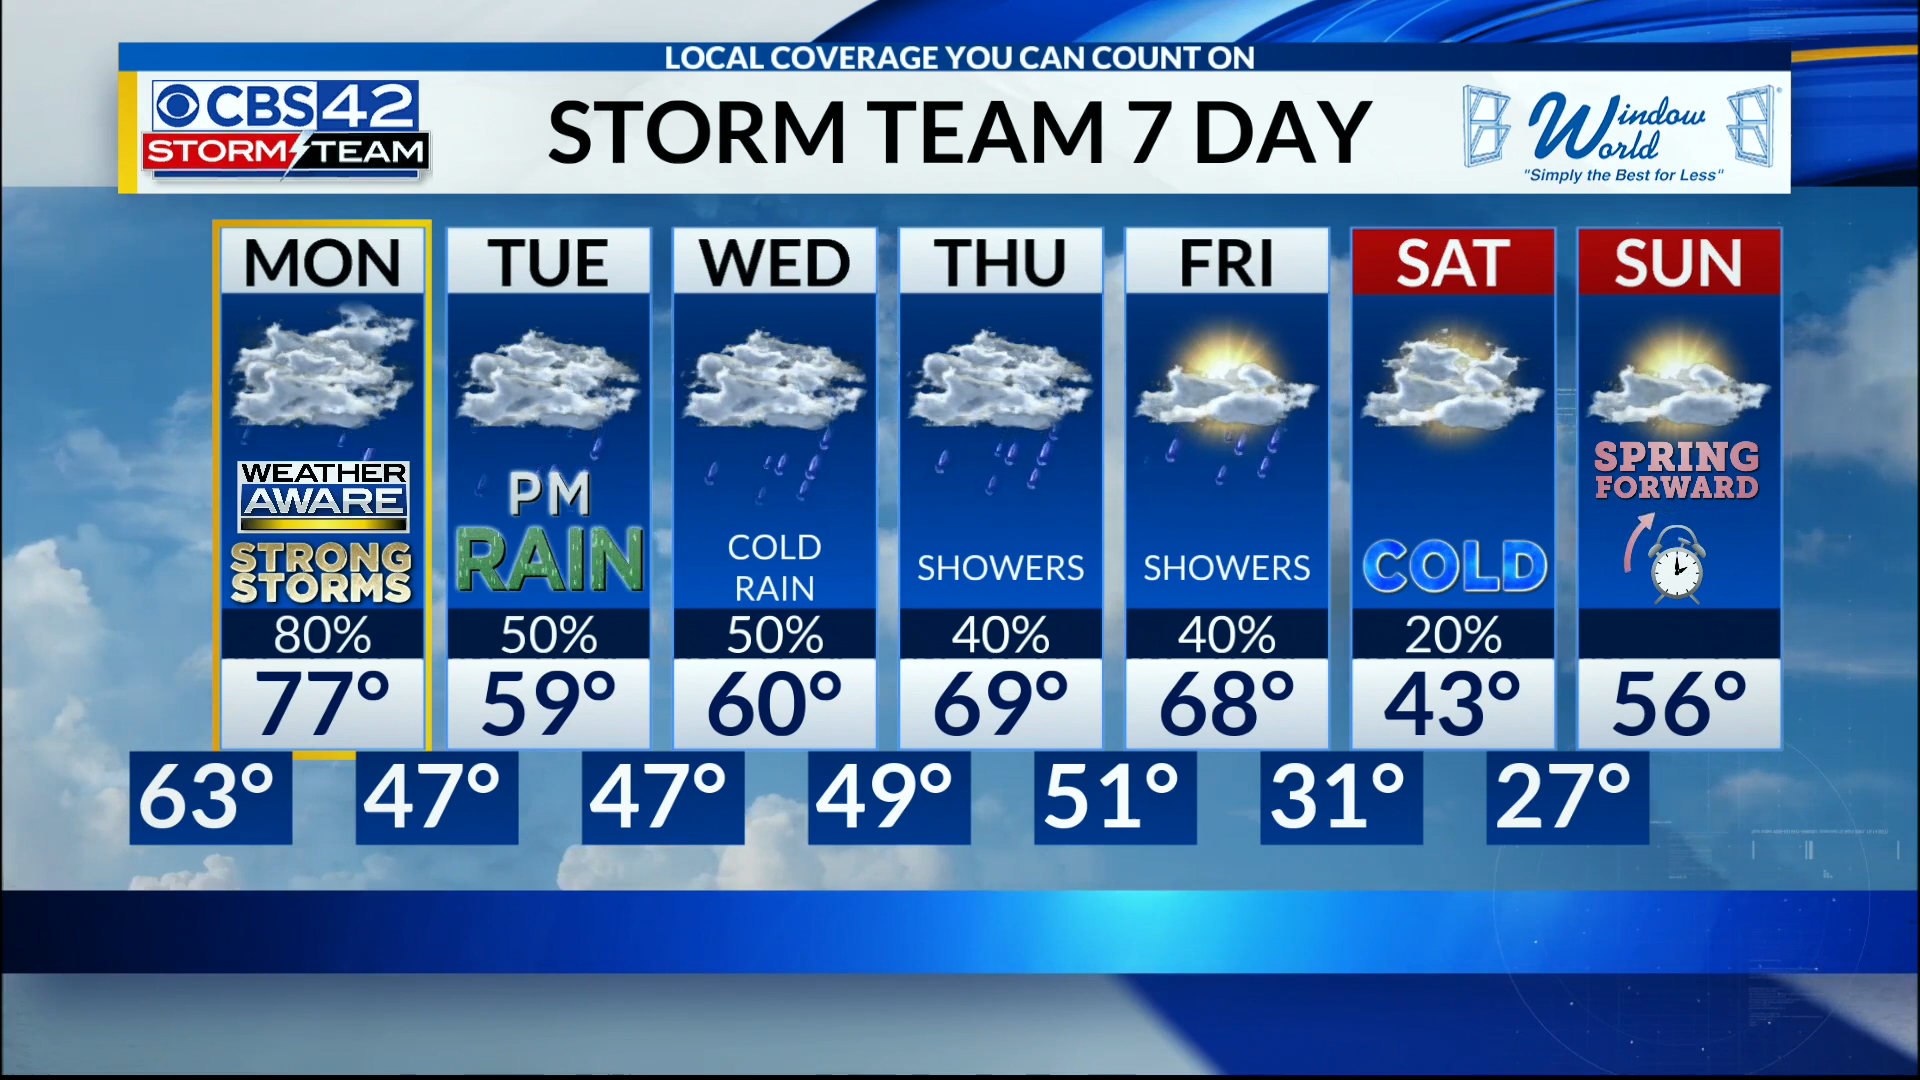 LOCAL COVERAGE YOU CAN COUNT ON
CBS 42
STORM TEAM
STORM TEAM 7 DAY
Window
World
"Simply the Best for Less"
MON
TUE
WED
THU
FRI
SAT
SUN
WEATHER
AWARE
STRONG
STORMS
PM
RAIN
COLD
RAIN
SHOWERS
SHOWERS
COLD
SPRING
FORWARD
80%
50%
50%
40%
40%
20%
77°
59°
60°
69°
68°
43°
56°
63°
47°
47°
49°
51°
31°
27°